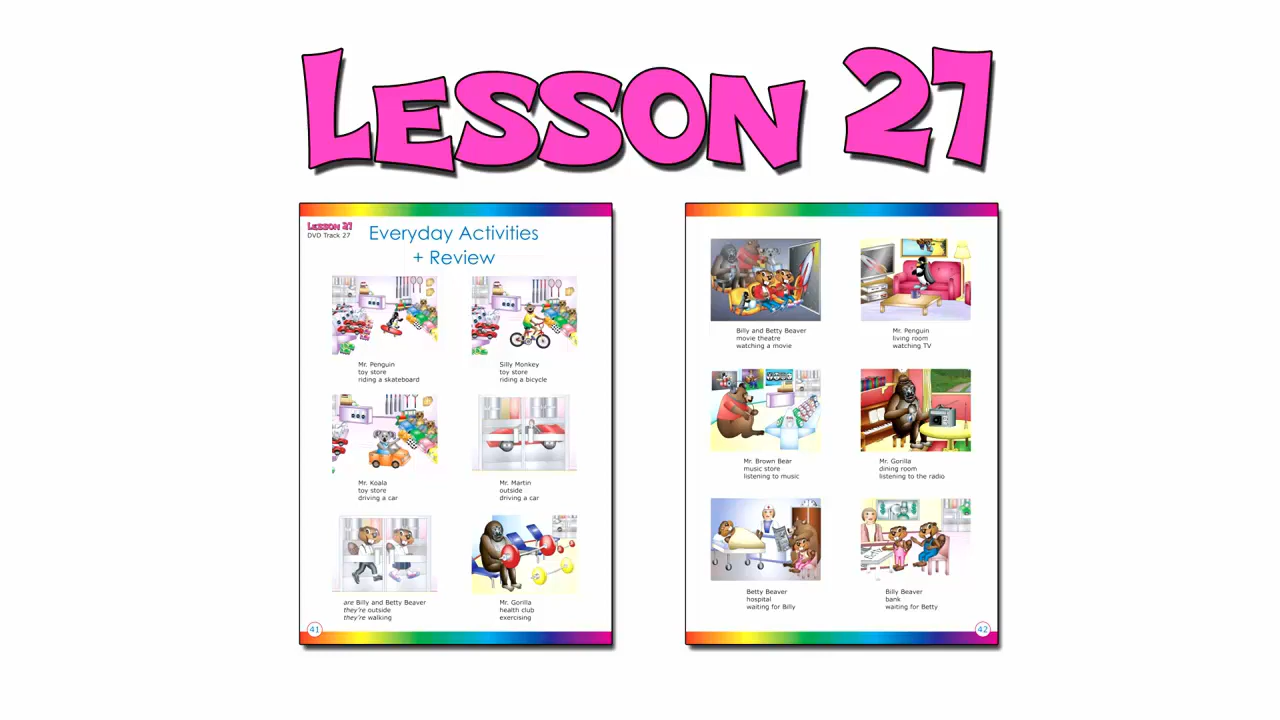 LESSON 27
LESSON 27
DVD Track 27
Everyday Activities
+ Review
Mr. Penguin
toy store
riding a skateboard
Silly Monkey
toy store
riding a bicycle
Mr. Koala
toy store
driving a car
Mr. Martin
outside
driving a car
are Billy and Betty Beaver
they're outside
they're walking
Mr. Gorilla
health club
exercising
41
Billy and Betty Beaver
movie theatre
watching a movie
Mr. Penguin
living room
watching TV
Mr. Brown Bear
music store
listening to music
Mr. Gorilla
dining room
listening to the radio
Betty Beaver
hospital
waiting for Billy
Billy Beaver
bank
waiting for Betty
42